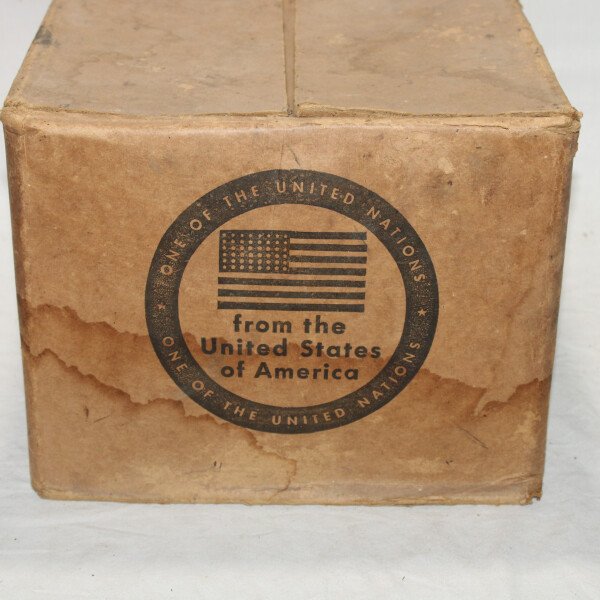 ONE OF THE UNITED NATIONS
from the
United States
of America
ONE OF THE UNITED NATIONS